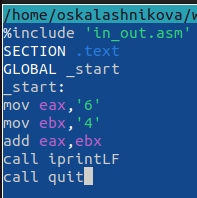 /home/oskalashnikova/w
%include 'in_out.asm'
SECTION .text
GLOBAL _start
_start:
mov eax,'6'
mov ebx,'4'
add eax,ebx
call iprintLF
call quit